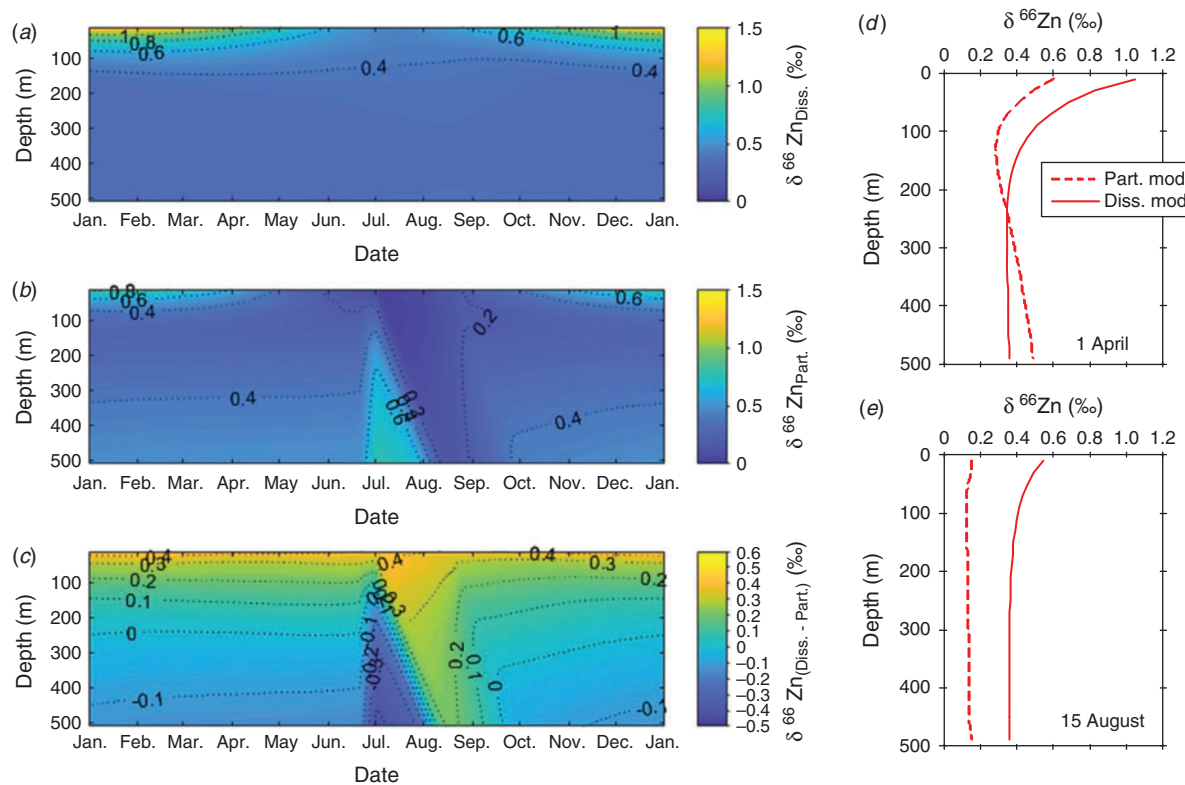 (a)
100
200
300
400
500
Depth (m)
1
0.8
0.6
0.4
0.6
1
0.4
Jan. Feb. Mar. Apr. May Jun. Jul. Aug. Sep. Oct. Nov. Dec. Jan.
Date
1.5
1.0
0.5
0
δ 66 Zn Diss. (‰)
(b)
100
200
300
400
500
Depth (m)
0.8
0.6
0.4
0.2
0.6
0.4
0.6
0.4
Jan. Feb. Mar. Apr. May Jun. Jul. Aug. Sep. Oct. Nov. Dec. Jan.
Date
1.5
1.0
0.5
0
δ 66 Zn Part. (‰)
(c)
100
200
300
400
500
Depth (m)
0.4
0.3
0.2
0.1
0
–0.1
0.4
0.2
0.1
0
0.4
0.3
0.2
–0.1
Jan. Feb. Mar. Apr. May Jun. Jul. Aug. Sep. Oct. Nov. Dec. Jan.
Date
0.6
0.5
0.4
0.3
0.2
0.1
0
–0.1
–0.2
–0.3
–0.4
–0.5
δ 66 Zn (Diss. - Part.) (‰)
(d)
δ 66Zn (‰)
0 0.2 0.4 0.6 0.8 1.0 1.2
0
100
200
300
400
500
Depth (m)
Part. mod
Diss. mod
1 April
(e)
δ 66Zn (‰)
0 0.2 0.4 0.6 0.8 1.0 1.2
0
100
200
300
400
500
Depth (m)
15 August